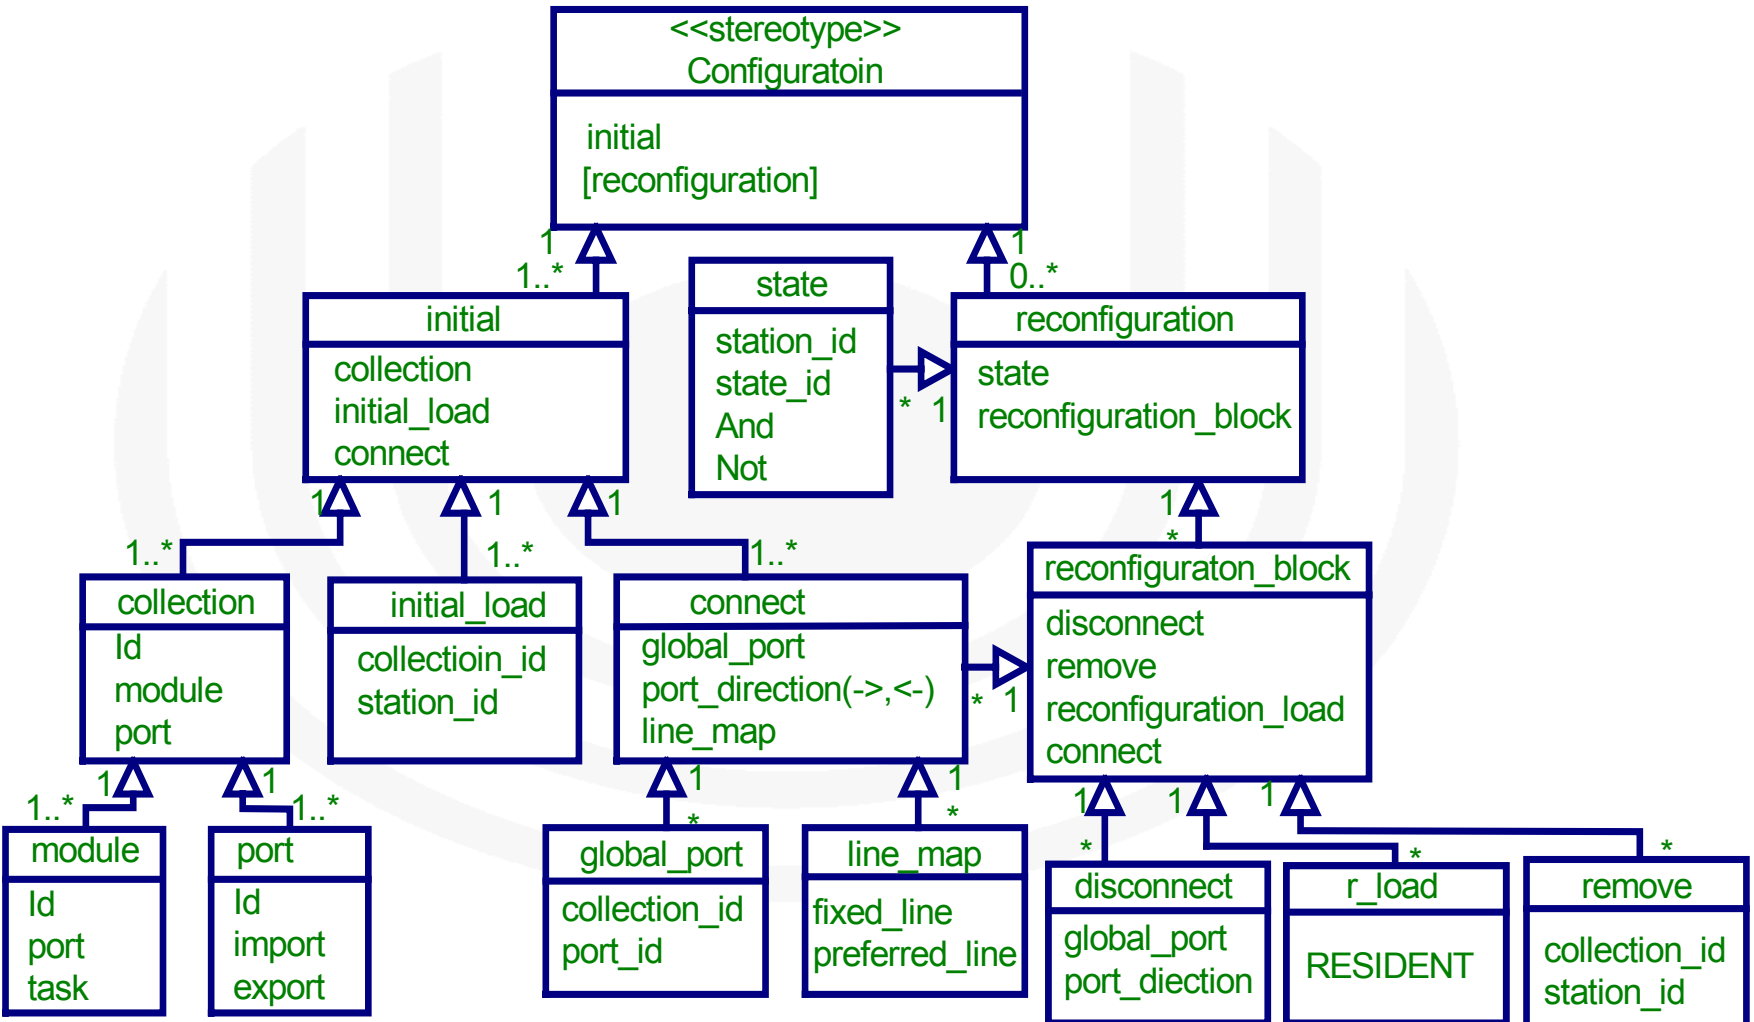 <<stereotype>>
Configuratoin
initial
[reconfiguration]
1
1..*
1
0..*
initial
collection
initial_load
connect
state
station_id
state_id
And
Not
* 1
reconfiguration
state
reconfiguration_block
1
1..*
1
1..*
1
1..*
1
*
collection
Id
module
port
initial_load
collectioin_id
station_id
connect
global_port
port_direction(->,<-)
line_map
* 1
reconfiguraton_block
disconnect
remove
reconfiguration_load
connect
1
1..*
1
1..*
1
*
1
*
1
*
1
*
1
*
module
Id
port
task
port
Id
import
export
global_port
collection_id
port_id
line_map
fixed_line
preferred_line
disconnect
global_port
port_diection
r_load
RESIDENT
remove
collection_id
station_id